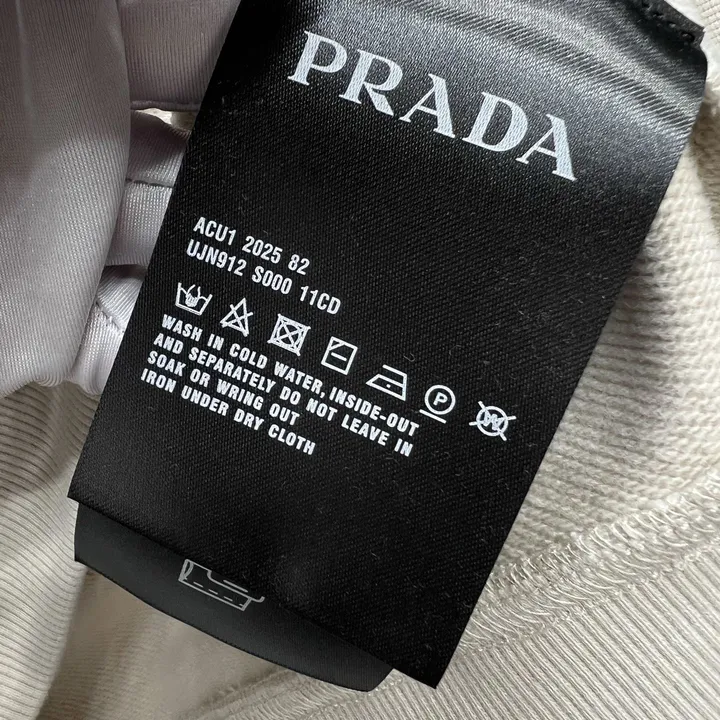 PRADA
ACU1 2025 82
UJN912 S000 11CD
P
WASH IN COLD WATER, INSIDE-OUT
AND SEPARATELY DO NOT LEAVE IN
SOAK OR WRING OUT
IRON UNDER DRY CLOTH